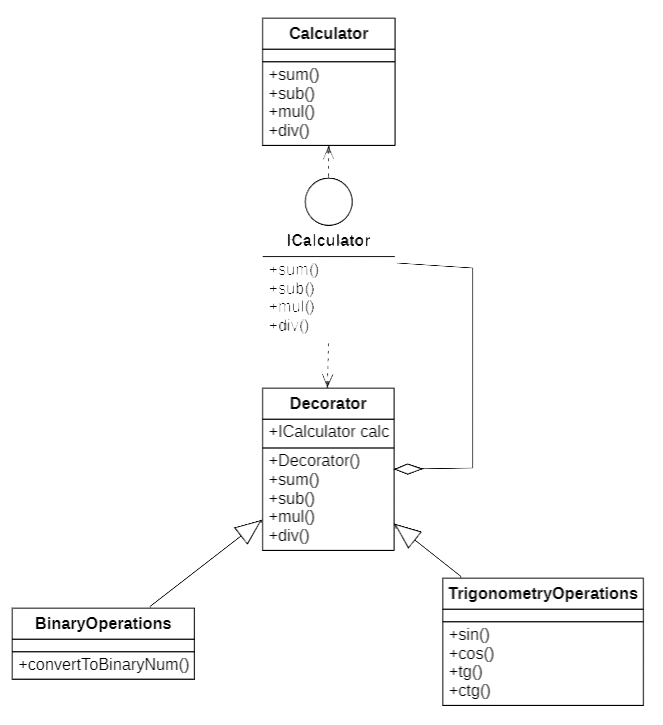 Calculator
+sum()
+sub()
+mul()
+div()
ICalculator
+sum()
+sub()
+mul()
+div()
Decorator
+ICalculator calc
+Decorator()
+sum()
+sub()
+mul()
+div()
BinaryOperations
+convertToBinaryNum()
TrigonometryOperations
+sin()
+cos()
+tg()
+ctg()